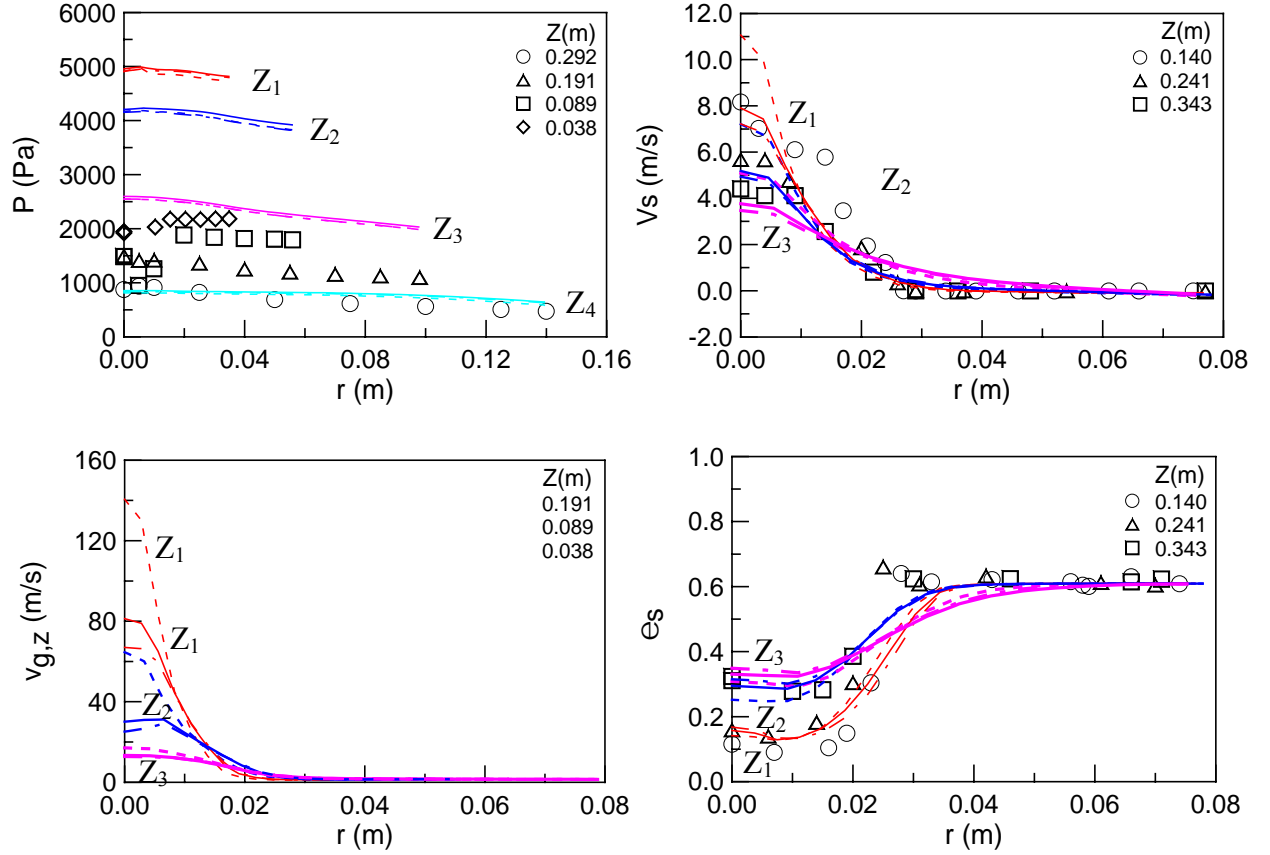 6000
5000
4000
3000
2000
1000
0
P (Pa)
0.00
0.04
0.08
0.12
0.16
r (m)
Z(m)
0.292
0.191
0.089
0.038
Z1
Z2
Z3
Z4
12.0
10.0
8.0
6.0
4.0
2.0
0.0
-2.0
Vs (m/s)
0.00
0.02
0.04
0.06
0.08
r (m)
Z(m)
0.140
0.241
0.343
Z1
Z2
Z3
160
120
80
40
0
vg,z (m/s)
0.00
0.02
0.04
0.06
0.08
r (m)
Z(m)
0.191
0.089
0.038
Z1
Z1
Z2
Z3
1.0
0.8
0.6
0.4
0.2
0.0
es
0.00
0.02
0.04
0.06
0.08
r (m)
Z(m)
0.140
0.241
0.343
Z3
Z2
Z1